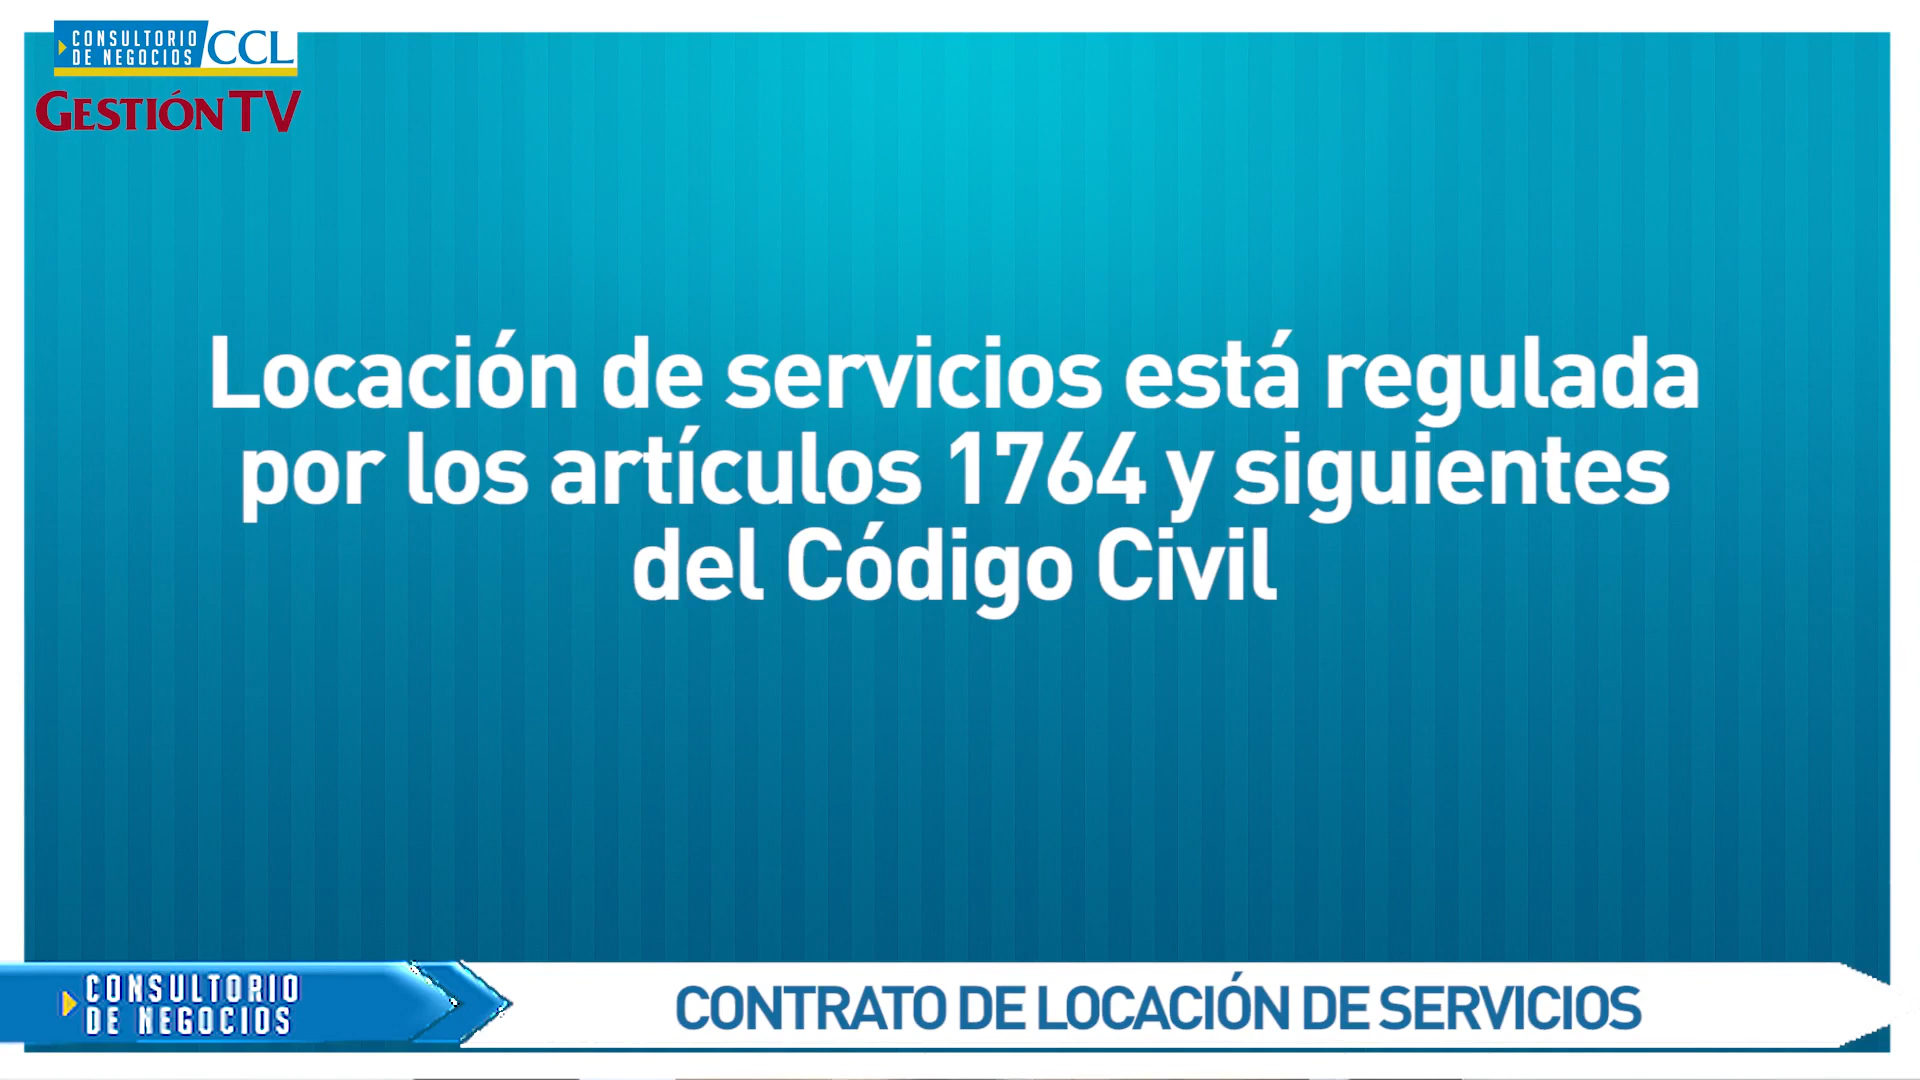 CONSULTORIO
DE NEGOCIOS
CCL
GESTIÓN TV
Locación de servicios está regulada
por los artículos 1764 y siguientes
del Código Civil
CONSULTORIO
DE NEGOCIOS
CONTRATO DE LOCACIÓN DE SERVICIOS